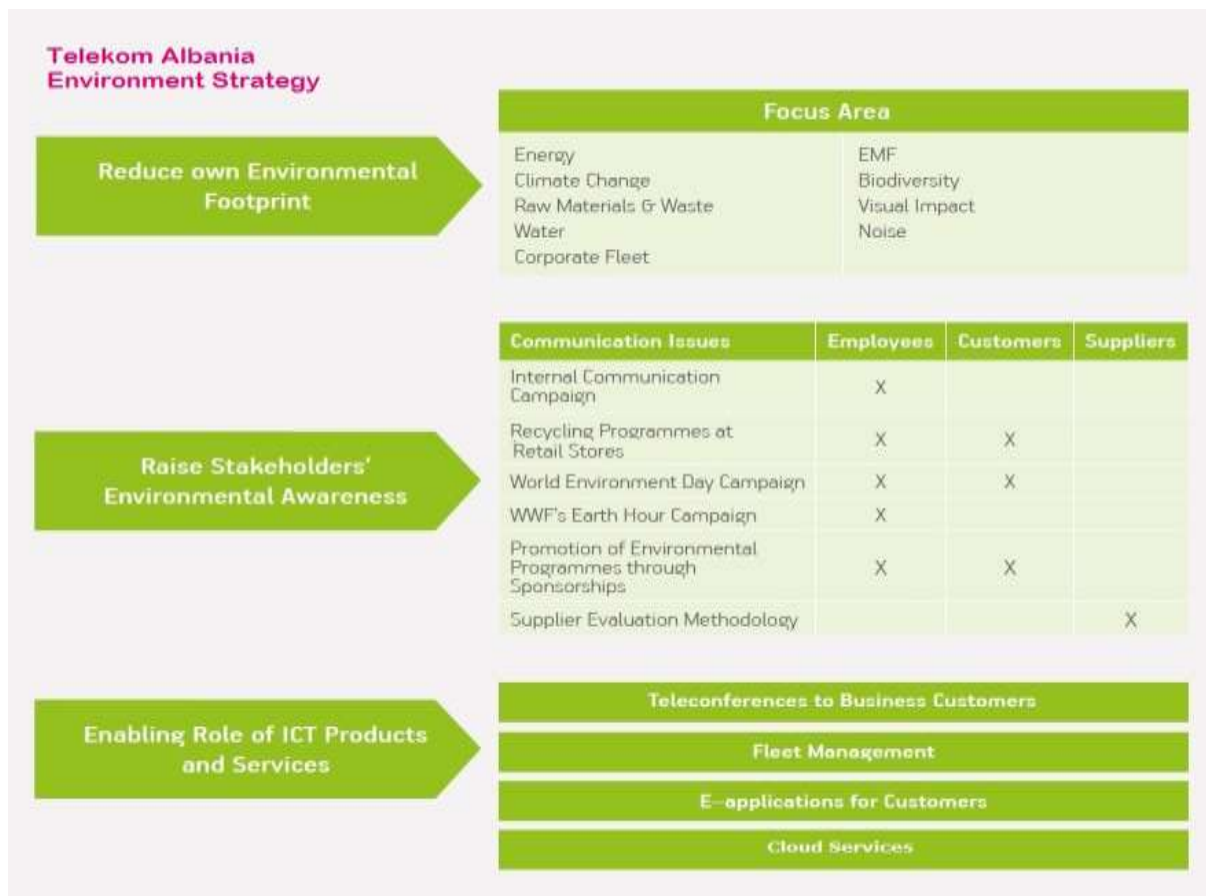 Telekom Albania
Environment Strategy
Reduce own Environmental
Footprint
Focus Area
Energy
Climate Change
Raw Materials & Waste
Water
Corporate Fleet
EMF
Biodiversity
Visual Impact
Noise
Raise Stakeholders'
Environmental Awareness
Communication Issues Employees Customers Suppliers
Internal Communication
Campaign X
Recycling Programmes at
Retail Stores X X
World Environment Day Campaign X X
WWF's Earth Hour Campaign X
Promotion of Environmental
Programmes through
Sponsorships X X
Supplier Evaluation Methodology X
Enabling Role of ICT Products
and Services
Teleconferences to Business Customers
Fleet Management
E-applications for Customers
Cloud Services